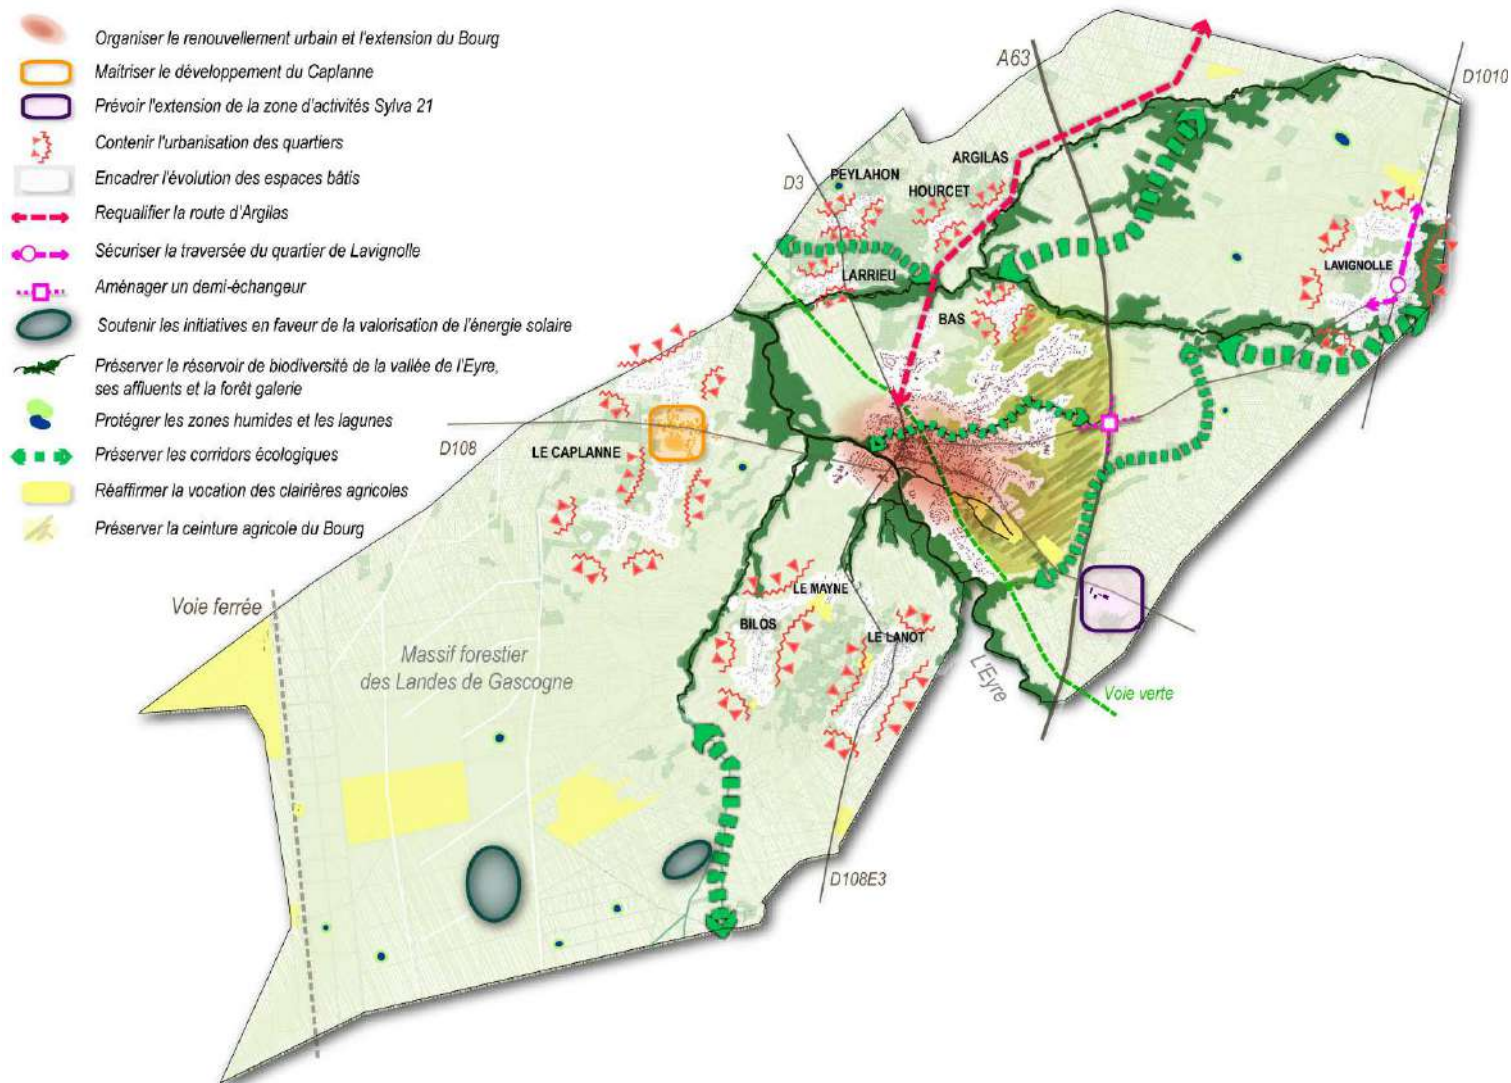 Organiser le renouvellement urbain et l'extension du Bourg
Maîtriser le développement du Caplanne
Prévoir l'extension de la zone d'activités Sylva 21
Contenir l'urbanisation des quartiers
Encadrer l'évolution des espaces bâtis
Requalifier la route d'Argilas
Sécuriser la traversée du quartier de Lavignolle
Aménager un demi-échangeur
Soutenir les initiatives en faveur de la valorisation de l'énergie solaire
Préserver le réservoir de biodiversité de la vallée de l'Eyre,
ses affluents et la forêt galerie
Protégrer les zones humides et les lagunes
Préserver les corridors écologiques
Réaffirmer la vocation des clairières agricoles
Préserver la ceinture agricole du Bourg
A63
D1010
D3
PEYLAHON
HOURCET
ARGILAS
LARRIEU
LAVIGNOLLE
BAS
D108
LE CAPLANNE
Voie ferrée
LE MAYNE
BILOS
LE LANOT
Massif forestier
des Landes de Gascogne
L'Eyre
Voie verte
D108E3